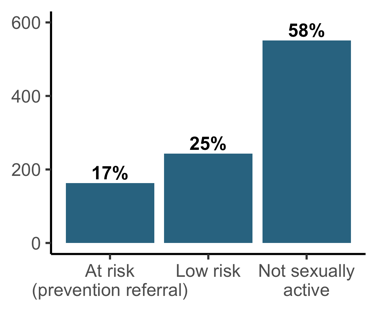 600
58%
400
25%
17%
200
0
At risk
(prevention referral)
Low risk
Not sexually
active